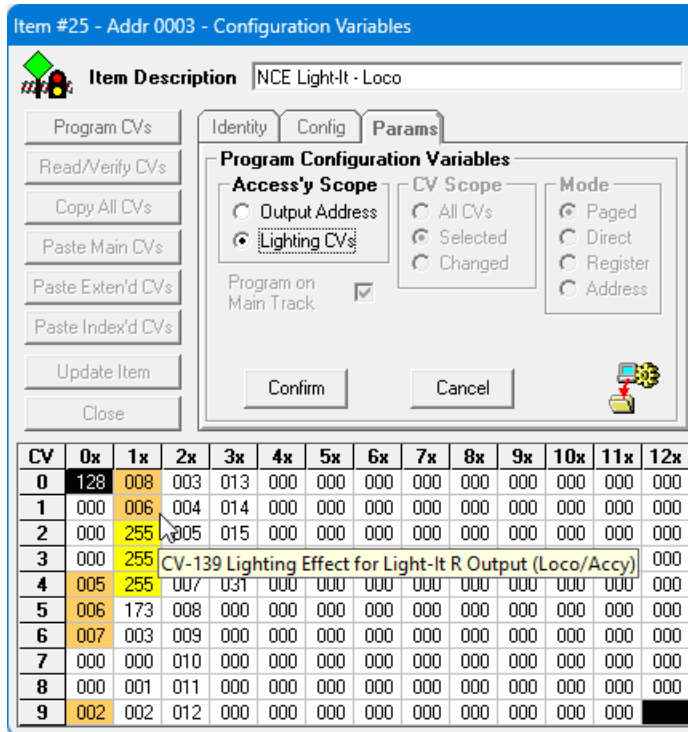 Item #25 - Addr 0003 - Configuration Variables
Item Description NCE Light-It - Loco
Program CVs
Read/Verify CVs
Copy All CVs
Paste Main CVs
Paste Exten'd CVs
Paste Index'd CVs
Update Item
Close
Identity Config Params
Program Configuration Variables
Access'y Scope
Output Address
Lighting CVs
CV Scope
All CVs
Selected
Changed
Mode
Paged
Direct
Register
Address
Program on
Main Track
Confirm Cancel
CV 0x 1x 2x 3x 4x 5x 6x 7x 8x 9x 10x 11x 12x
0 128 008 003 013 000 000 000 000 000 000 000 000 000
1 000 006 004 014 000 000 000 000 000 000 000 000 000
2 000 255 005 015 000 000 000 000 000 000 000 000 000
3 000 255 000
CV-139 Lighting Effect for Light-It R Output (Loco/Accy)
4 005 255 007 031 000 000 000 000 000 000 000 000 000
5 006 173 008 000 000 000 000 000 000 000 000 000 000
6 007 003 009 000 000 000 000 000 000 000 000 000 000
7 000 000 010 000 000 000 000 000 000 000 000 000 000
8 000 001 011 000 000 000 000 000 000 000 000 000 000
9 002 002 012 000 000 000 000 000 000 000 000 000